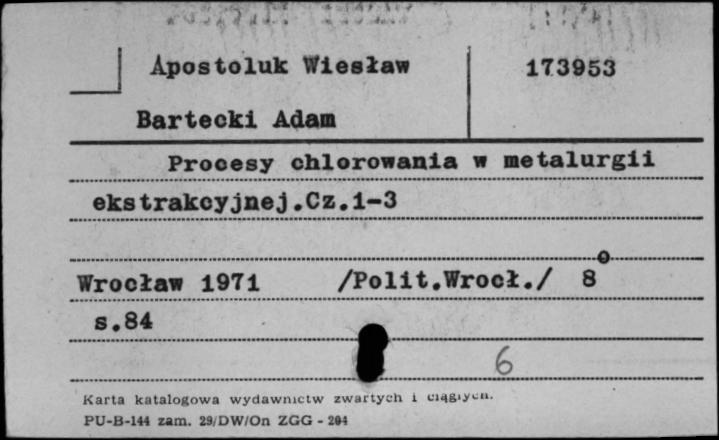 Apostoluk Wiesław 173953
Bartecki Adam
Procesy chlorowania w metalurgii
ekstrakcyjnej.Cz.1-3
Wrocław 1971 /Polit.Wrocł./ 8o
s.84
6
Karta katalogowa wydawnictw zwartych i ciągłych.
PU-B-144 zam. 29/DW/On ZGG - 204